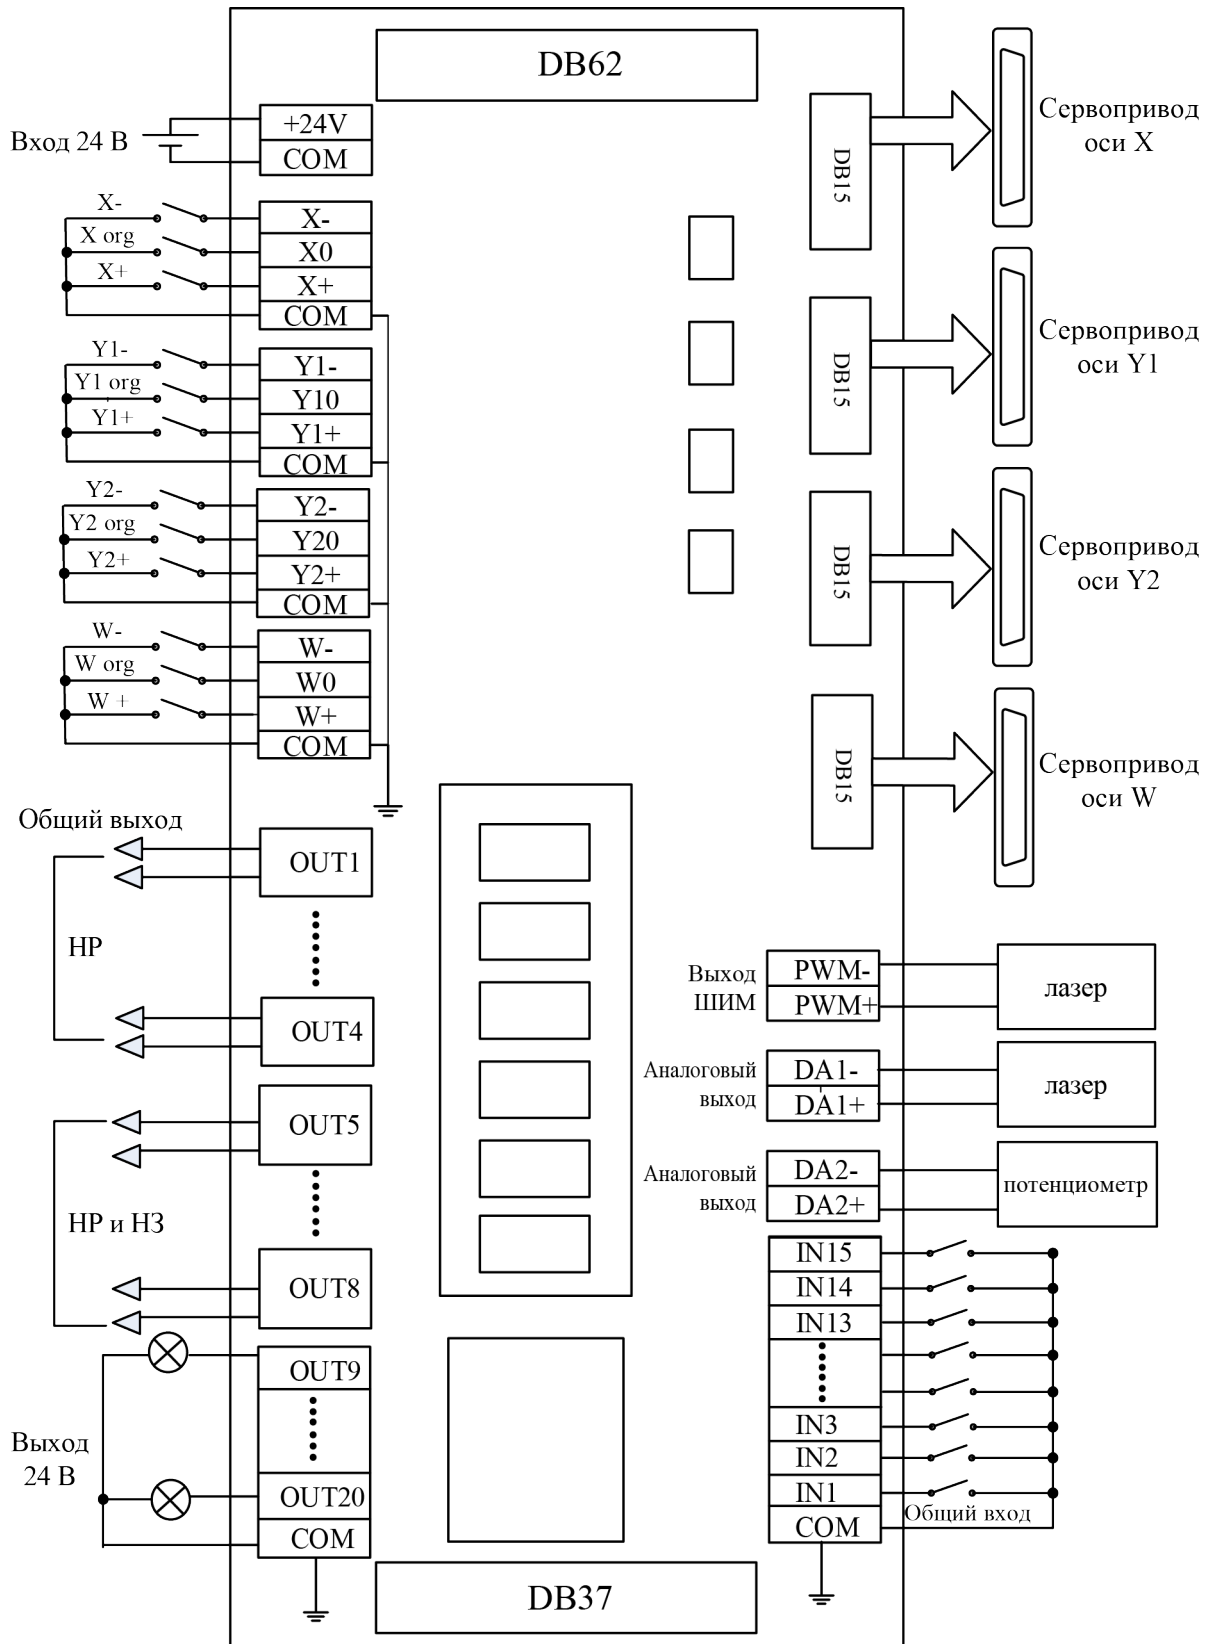 DB62
Вход 24 В
+24V
COM
X-
X org
X+
X-
X0
X+
COM
Y1-
Y1 org
Y1+
Y1-
Y10
Y1+
COM
Y2-
Y2 org
Y2+
Y2-
Y20
Y2+
COM
W-
W org
W +
W-
W0
W+
COM
DB15
Сервопривод
оси X
DB15
Сервопривод
оси Y1
DB15
Сервопривод
оси Y2
DB15
Сервопривод
оси W
Общий выход
OUT1
НР
OUT4
OUT5
НР и НЗ
OUT8
OUT9
Выход
24 В
OUT20
COM
Выход
ШИМ
PWM-
PWM+
лазер
Аналоговый
выход
DA1-
DA1+
лазер
Аналоговый
выход
DA2-
DA2+
потенциометр
IN15
IN14
IN13
IN3
IN2
IN1
COM
Общий вход
DB37